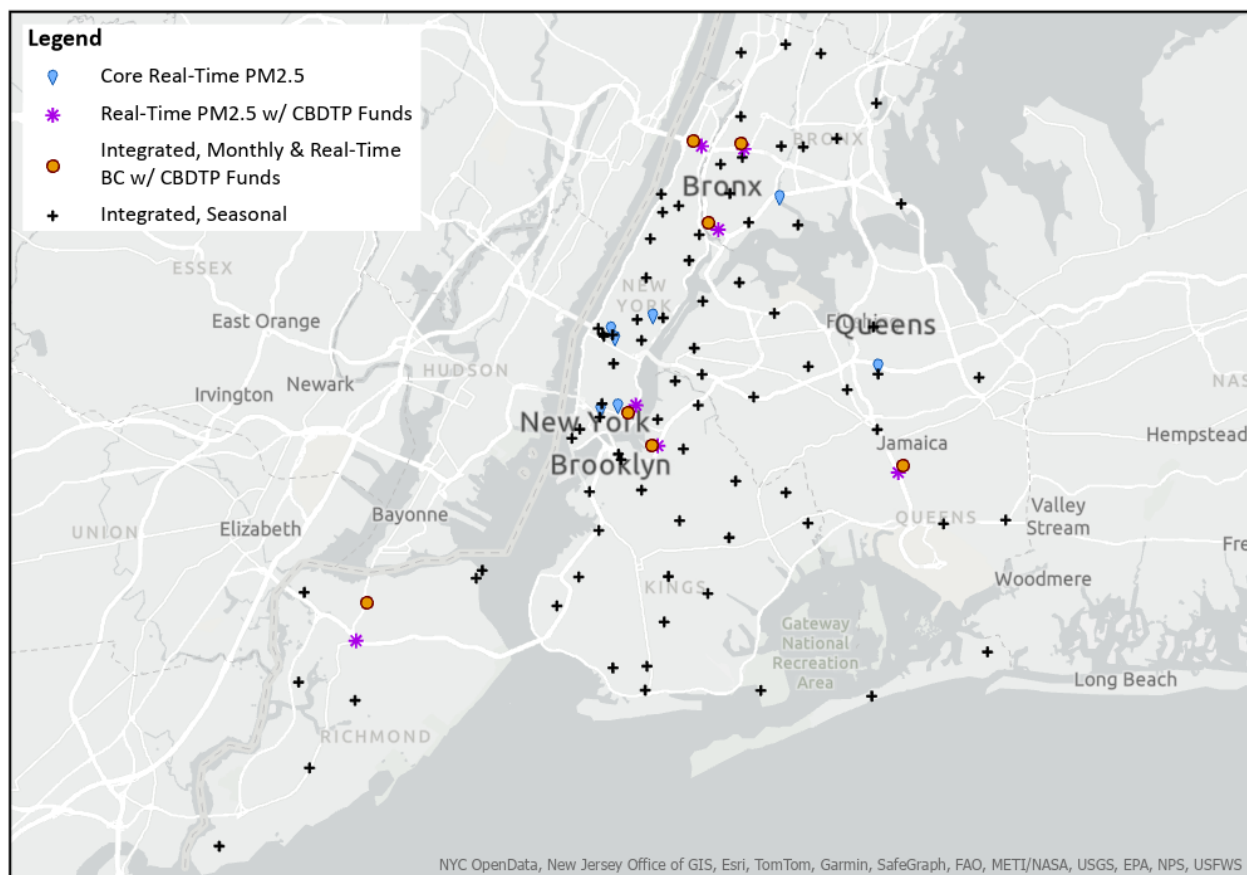 Legend
Core Real-Time PM2.5
Real-Time PM2.5 w/ CBDTP Funds
Integrated, Monthly & Real-Time
BC w/ CBDTP Funds
Integrated, Seasonal
BRONX
Bronx
ESSEX
NEW
YORK
East Orange
Queens
HUDSON
Newark
NAS
Irvington
New York
Hempstead
Jamaica
Brooklyn
Valley
Stream
Bayonne
QUEENS
Elizabeth
UNION
Fre
Woodmere
KINGS
Gateway
National
Recreation
Area
Long Beach
RICHMOND
NYC OpenData, New Jersey Office of GIS, Esri, TomTom, Garmin, SafeGraph, FAO, METI/NASA, USGS, EPA, NPS, USFWS